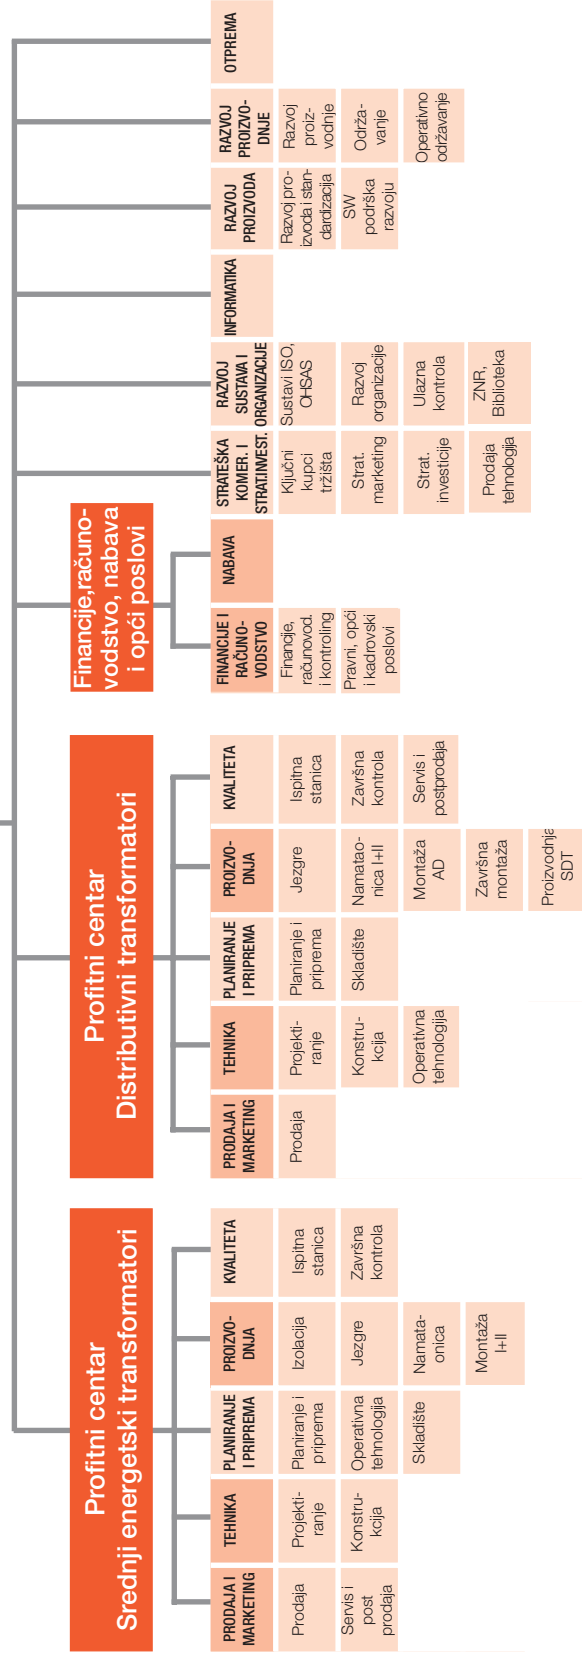 Profitni centar
Srednji energetski transformatori
PRODAJA I
MARKETING
Prodaja
Servis i
post
prodaja
TEHNIKA
Projekti-
ranje
Konstru-
kcija
PLANIRANJE
I PRIPREMA
Planiranje i
priprema
Operativna
tehnologija
Skladište
PROIZVO-
DNJA
Izolacija
Jezgre
Namata-
onica
Montaža
I+II
KVALITETA
Ispitna
stanica
Završna
kontrola
Profitni centar
Distributivni transformatori
PRODAJA I
MARKETING
Prodaja
TEHNIKA
Projekti-
ranje
Konstru-
kcija
Operativna
tehnologija
PLANIRANJE
I PRIPREMA
Planiranje i
priprema
Skladište
PROIZVO-
DNJA
Jezgre
Namatao-
nica I+II
Montaža
AD
Završna
montaža
Proizvodnja
SDT
KVALITETA
Ispitna
stanica
Završna
kontrola
Servis i
postprodaja
Financije,računo-
vodstvo, nabava
i opći poslovi
FINANCIJE I
RAČUNO-
VODSTVO
Financije,
računovod.
i kontroling
Pravni, opći
i kadrovski
poslovi
NABAVA
STRATEŠKA
KOMER. I
STRAT.INVEST.
Ključni
kupci
tržišta
Strat.
marketing
Strat.
investicije
Prodaja
tehnologija
RAZVOJ
SUSTAVA I
ORGANIZACIJE
Sustavi ISO,
OHSAS
Razvoj
organizacije
Ulazna
kontrola
ZNR,
Biblioteka
INFORMATIKA
RAZVOJ
PROIZVODA
Razvoj pro-
izvoda i stan-
dardizacija
SW
podrška
razvoju
RAZVOJ
PROIZVO-
DNJE
Razvoj
proiz-
vodnje
Održa-
vanje
Operativno
održavanje
OTPREMA